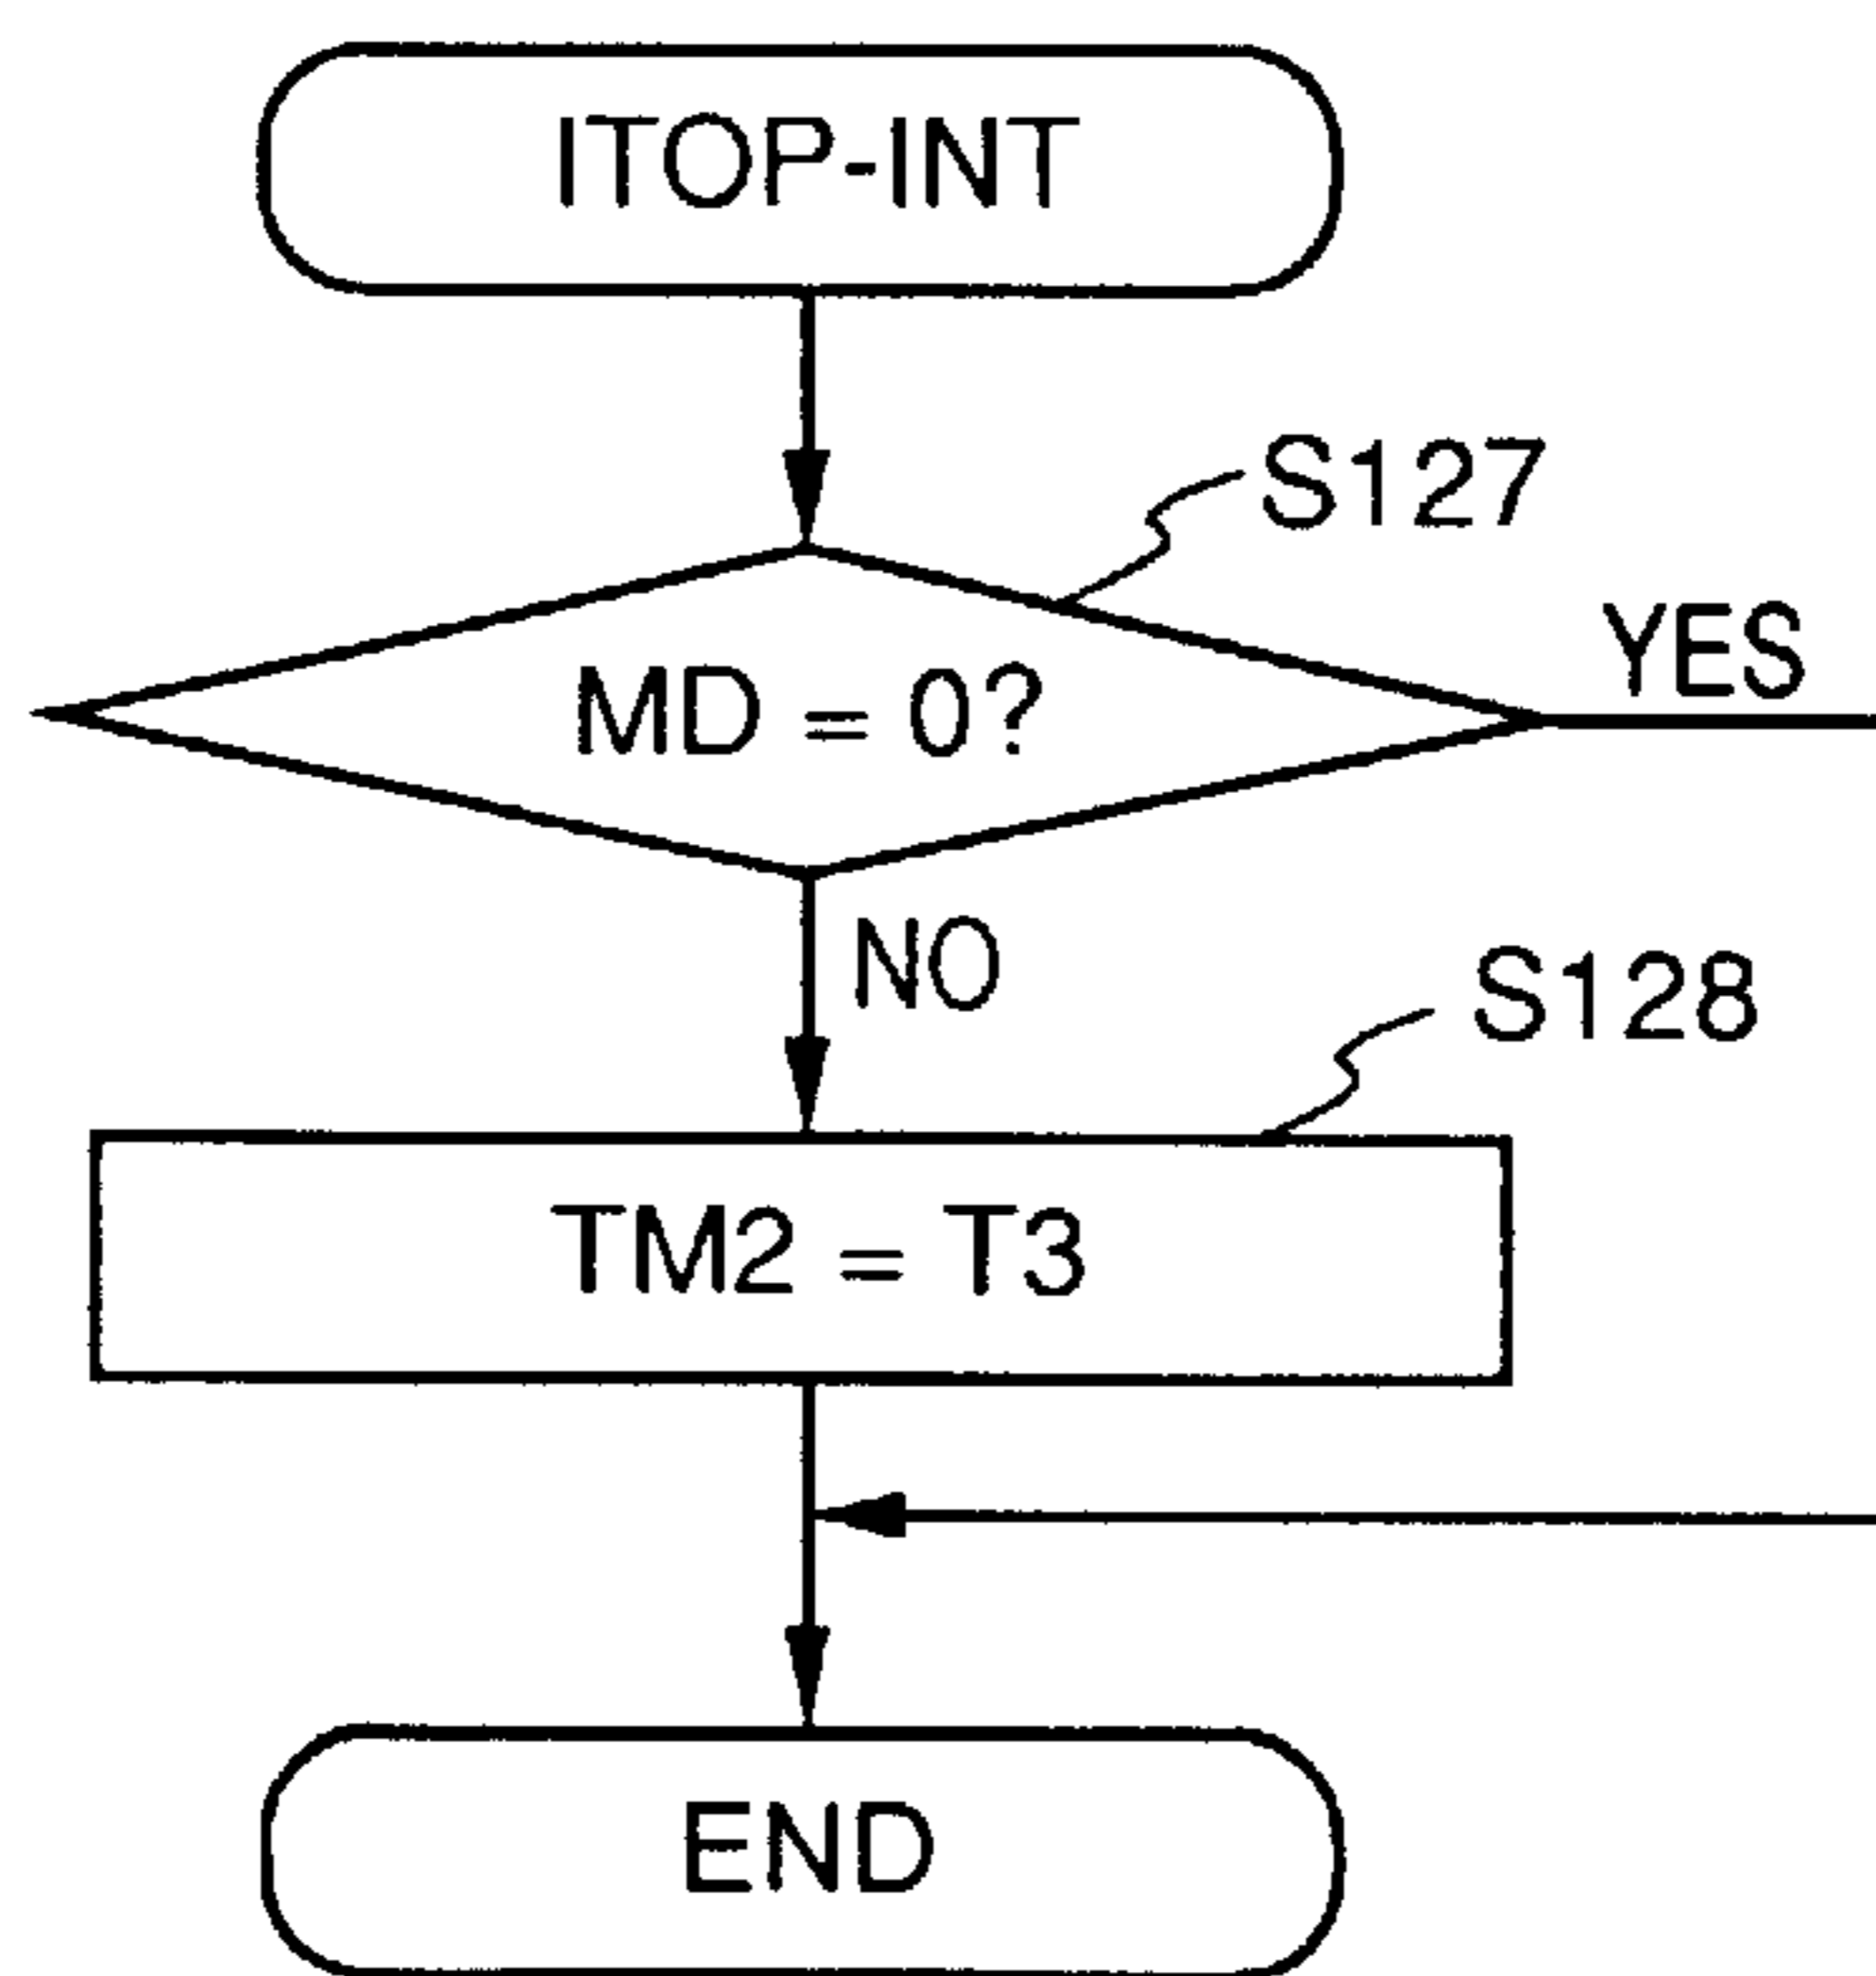 ITOP-INT
S127
MD = 0?
YES
NO
S128
TM2 = T3
END